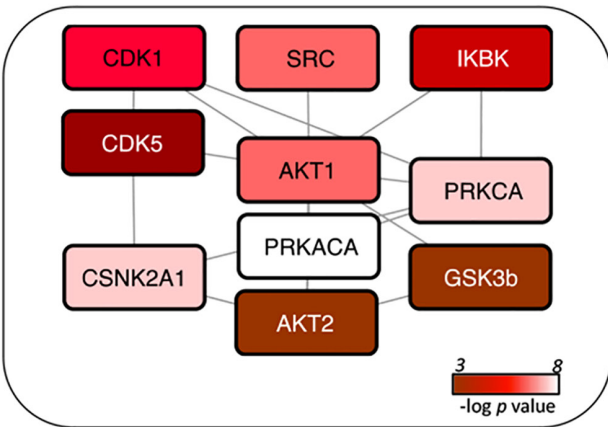 CDK1
SRC
IKBK
CDK5
AKT1
PRKCA
PRKACA
CSNK2A1
GSK3b
AKT2
3
8
-log p value